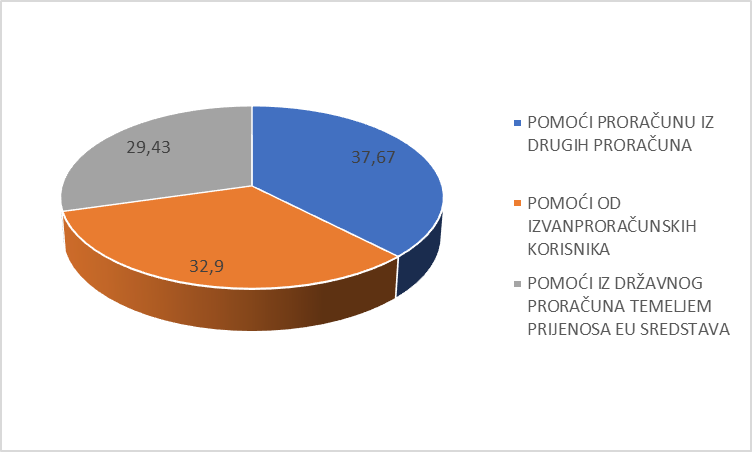 29,43
37,67
32,9
POMOĆI PRORAČUNU IZ
DRUGIH PRORAČUNA
POMOĆI OD
IZVANPRORAČUNSKIH
KORISNIKA
POMOĆI IZ DRŽAVNOG
PRORAČUNA TEMELJEM
PRIJENOSA EU SREDSTAVA